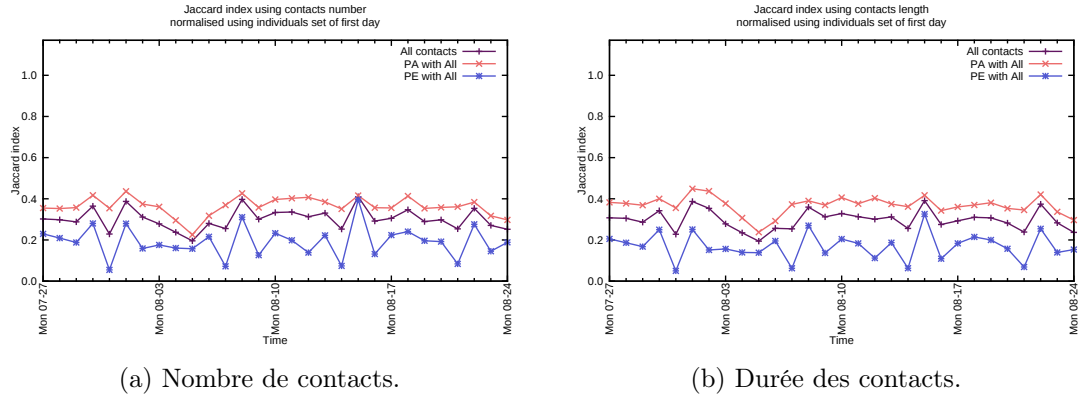 Jaccard index using contacts number
normalised using individuals set of first day
All contacts
PA with All
PE with All
1.0
0.8
0.6
0.4
0.2
0.0
Jaccard index
Mon 07-27
Mon 08-03
Mon 08-10
Mon 08-17
Mon 08-24
Time
(a) Nombre de contacts.
Jaccard index using contacts length
normalised using individuals set of first day
All contacts
PA with All
PE with All
1.0
0.8
0.6
0.4
0.2
0.0
Jaccard index
Mon 07-27
Mon 08-03
Mon 08-10
Mon 08-17
Mon 08-24
Time
(b) Durée des contacts.